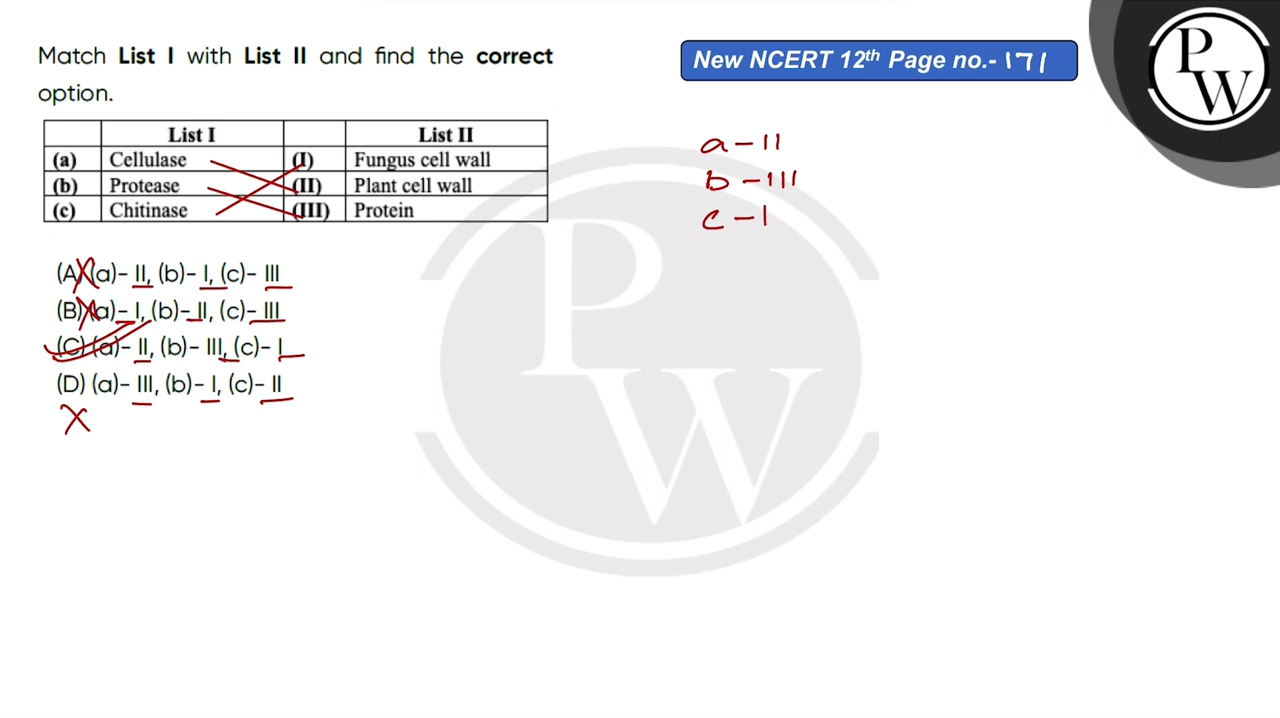 Match List I with List II and find the correct
option.
List I List II
(a) Cellulase (I) Fungus cell wall
(b) Protease (II) Plant cell wall
(c) Chitinase (III) Protein
(A) (a)- II, (b)- I, (c)- III
(B) (a)- I, (b)- II, (c)- III
(C) (a)- II, (b)- III, (c)- I
(D) (a)- III, (b)- I, (c)- II
New NCERT 12th Page no.- 171
a - II
b - III
c - I
P
W
P
W